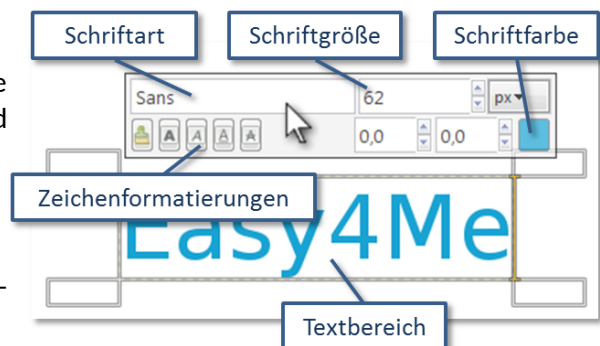 Schriftart Schriftgröße Schriftfarbe
e
d
Sans 62 px
A A A A
0,0 0,0
Zeichenformatierungen
Easy4Me
-
Textbereich